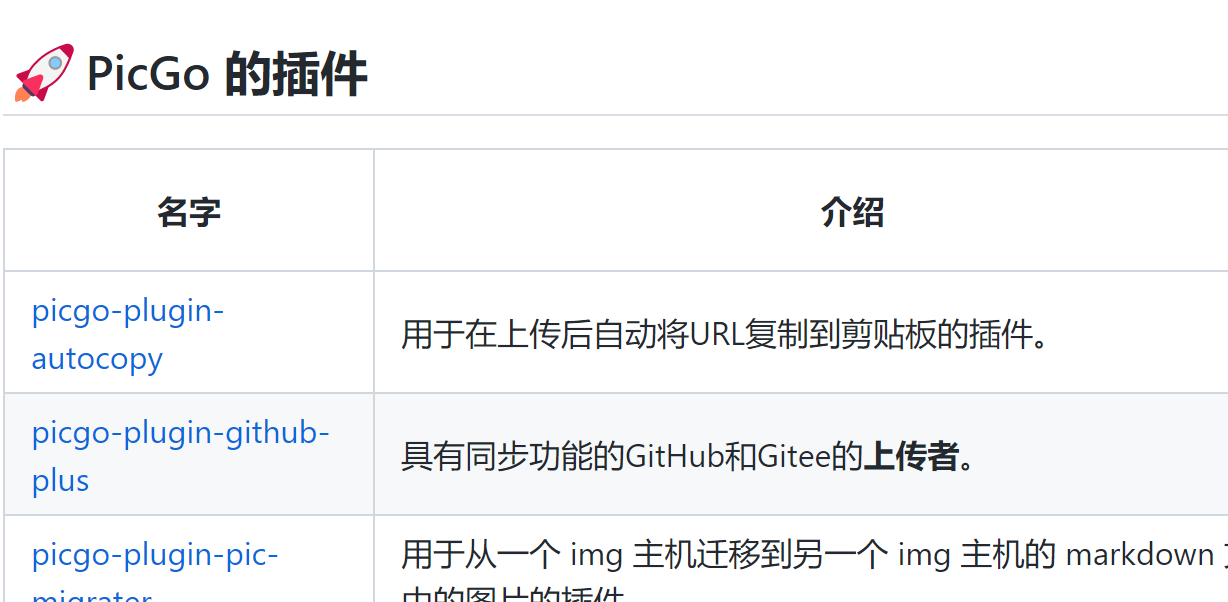 🚀 PicGo 的插件
名字
介绍
picgo-plugin-
autocopy
用于在上传后自动将URL复制到剪贴板的插件。
picgo-plugin-github-
plus
具有同步功能的GitHub和Gitee的上传者。
picgo-plugin-pic-
migrater
用于从一个 img 主机迁移到另一个 img 主机的 markdown
中的图片的插件